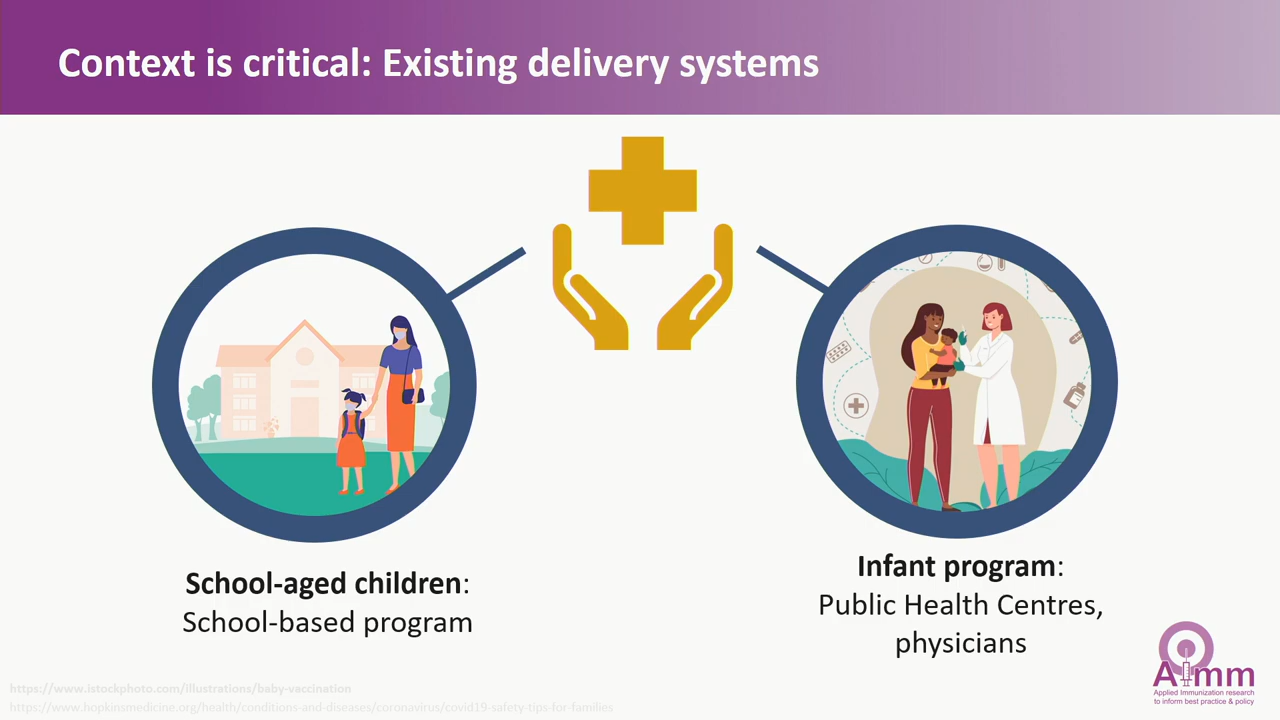 Context is critical: Existing delivery systems
School-aged children:
School-based program
Infant program:
Public Health Centres,
physicians
AImm
Applied Immunization research
to inform best practice & policy
https://www.istockphoto.com/illustrations/baby-vaccination
https://www.hopkinsmedicine.org/health/conditions-and-diseases/coronavirus/covid19-safety-tips-for-families